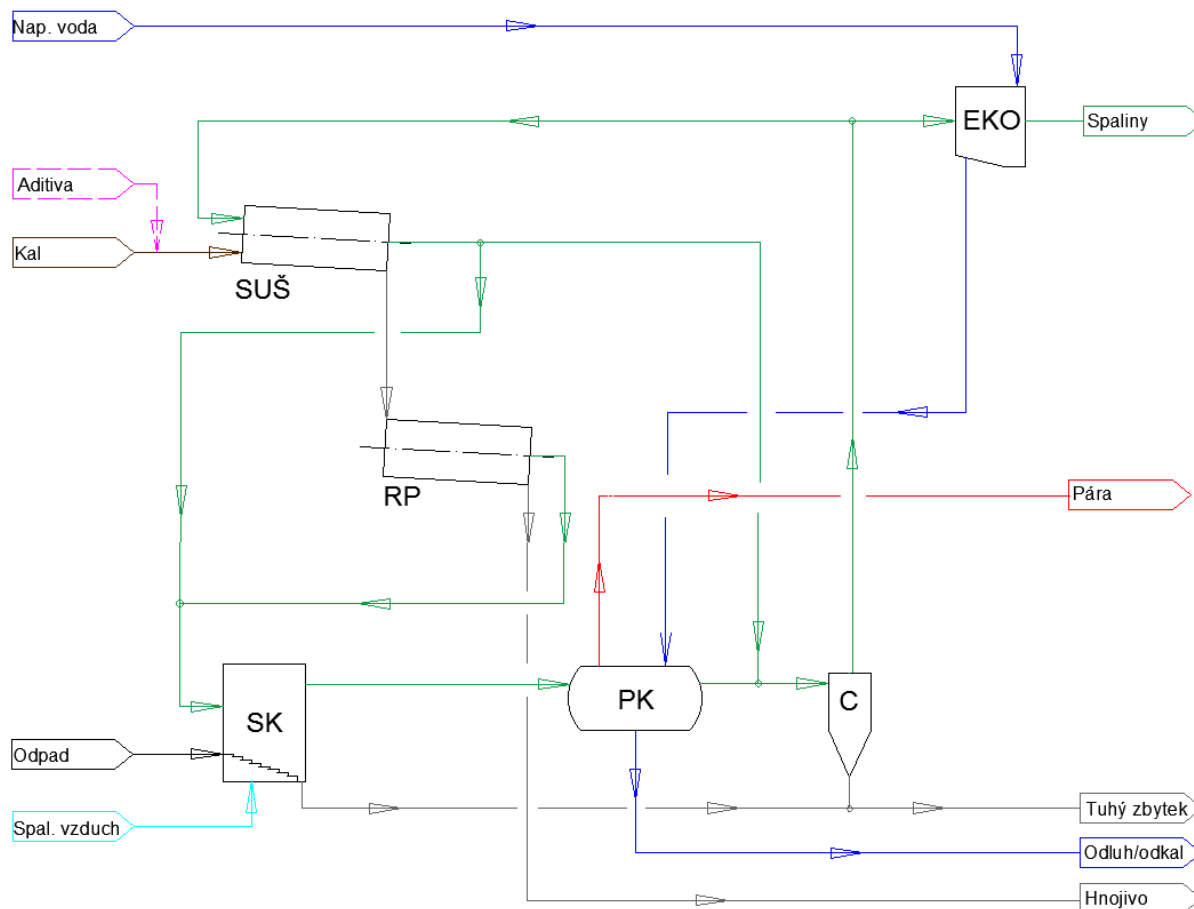 Nap. voda
EKO
Spaliny
Aditiva
Kal
SUŠ
RP
Pára
SK
PK
C
Odpad
Spal. vzduch
Tuhý zbytek
Odluh/odkal
Hnojivo